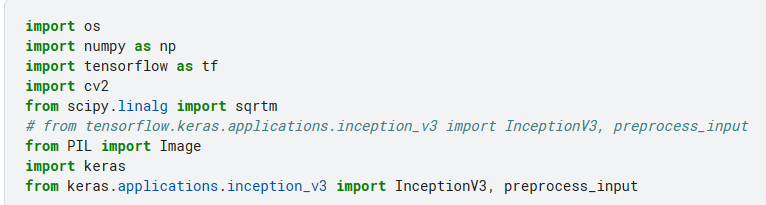 import os
import numpy as np
import tensorflow as tf
import cv2
from scipy.linalg import sqrtm
# from tensorflow.keras.applications.inception_v3 import InceptionV3, preprocess_input
from PIL import Image
import keras
from keras.applications.inception_v3 import InceptionV3, preprocess_input